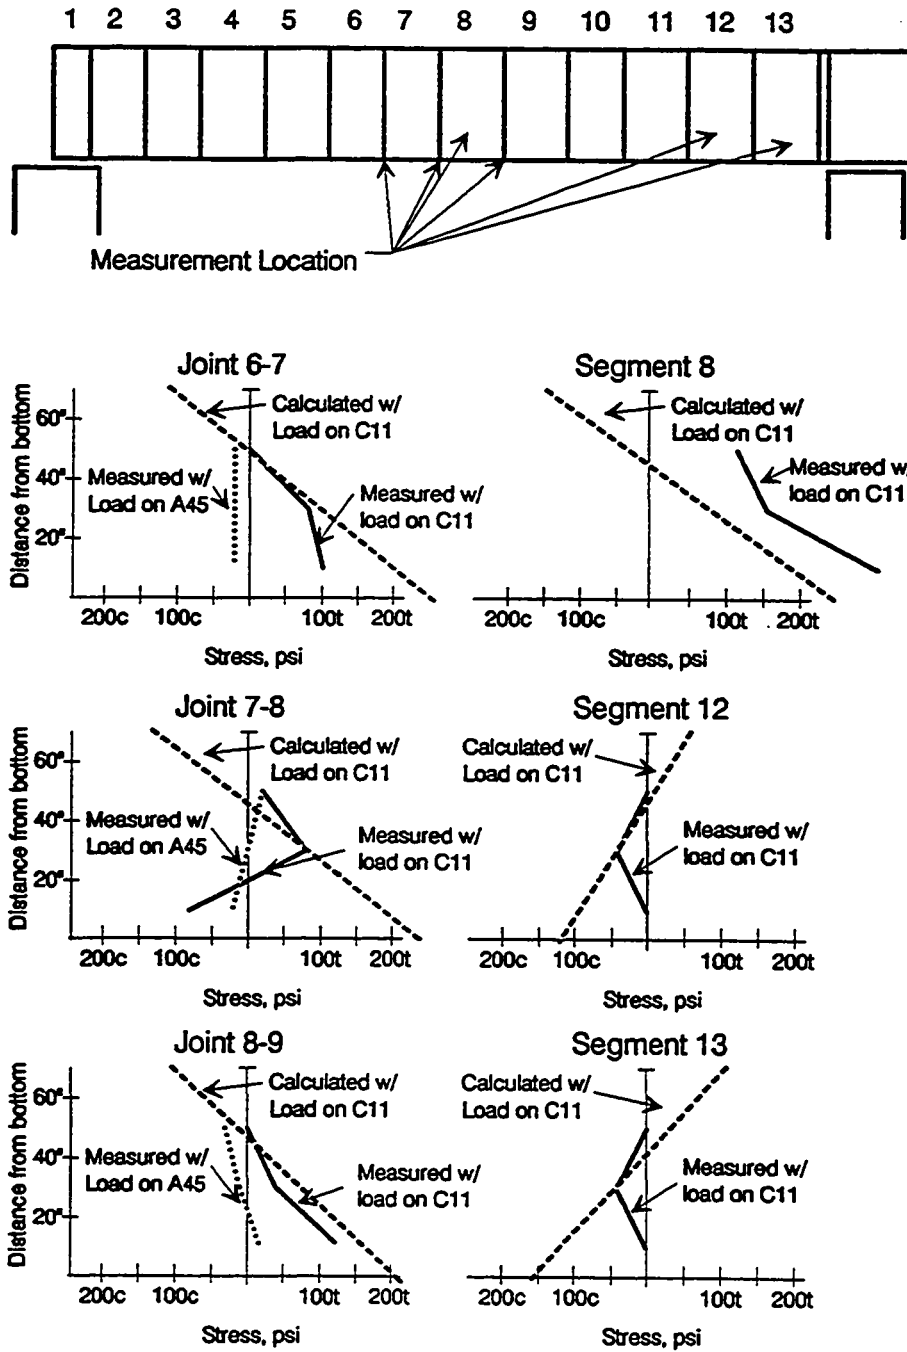 1 2 3 4 5 6 7 8 9 10 11 12 13
Measurement Location
Joint 6-7
Distance from bottom
60"
40"
20"
Calculated w/
Load on C11
Measured w/
Load on A45
Measured w/
load on C11
200c 100c 100t 200t
Stress, psi
Segment 8
Calculated w/
Load on C11
Measured w/
load on C11
200c 100c 100t 200t
Stress, psi
Joint 7-8
Distance from bottom
60"
40"
20"
Calculated w/
Load on C11
Measured w/
Load on A45
Measured w/
load on C11
200c 100c 100t 200t
Stress, psi
Segment 12
Calculated w/
Load on C11
Measured w/
load on C11
200c 100c 100t 200t
Stress, psi
Joint 8-9
Distance from bottom
60"
40"
20"
Calculated w/
Load on C11
Measured w/
Load on A45
Measured w/
load on C11
200c 100c 100t 200t
Stress, psi
Segment 13
Calculated w/
Load on C11
Measured w/
load on C11
200c 100c 100t 200t
Stress, psi